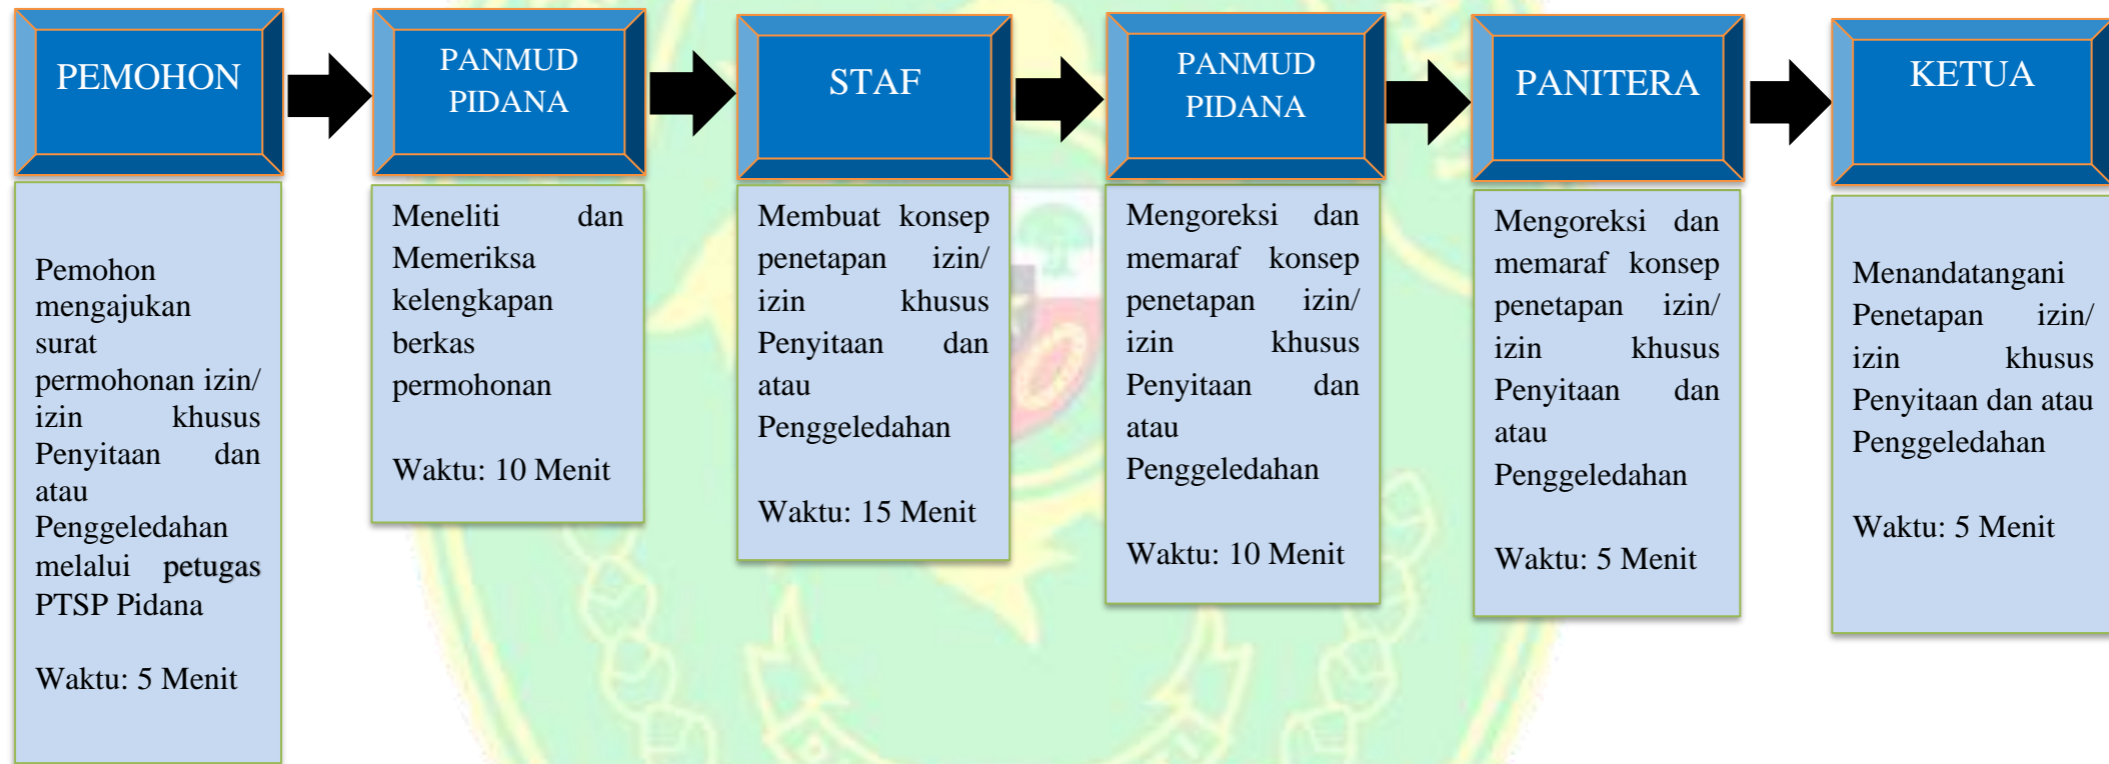 PEMOHON
Pemohon
mengajukan
surat
permohonan izin/
izin khusus
Penyitaan dan
atau
Penggeledahan
melalui petugas
PTSP Pidana
Waktu: 5 Menit
PANMUD
PIDANA
Meneliti dan
Memeriksa
kelengkapan
berkas
permohonan
Waktu: 10 Menit
STAF
Membuat konsep
penetapan izin/
izin khusus
Penyitaan dan
atau
Penggeledahan
Waktu: 15 Menit
PANMUD
PIDANA
Mengoreksi dan
memaraf konsep
penetapan izin/
izin khusus
Penyitaan dan
atau
Penggeledahan
Waktu: 10 Menit
PANITERA
Mengoreksi dan
memaraf konsep
penetapan izin/
izin khusus
Penyitaan dan
atau
Penggeledahan
Waktu: 5 Menit
KETUA
Menandatangani
Penetapan izin/
izin khusus
Penyitaan dan atau
Penggeledahan
Waktu: 5 Menit